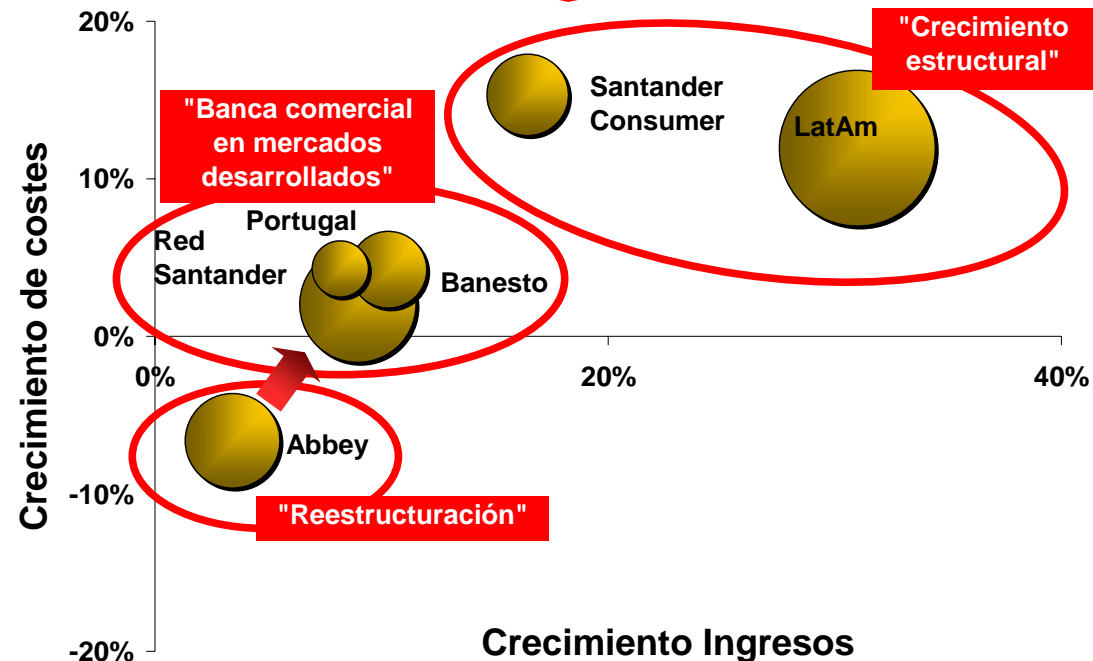 20%
"Crecimiento
estructural"
Santander
Consumer
LatAm
"Banca comercial
en mercados
desarrollados"
10%
Portugal
Red
Santander
Banesto
0%
0%
20%
40%
Abbey
-10%
"Reestructuración"
-20%
Crecimiento Ingresos
Crecimiento de costes